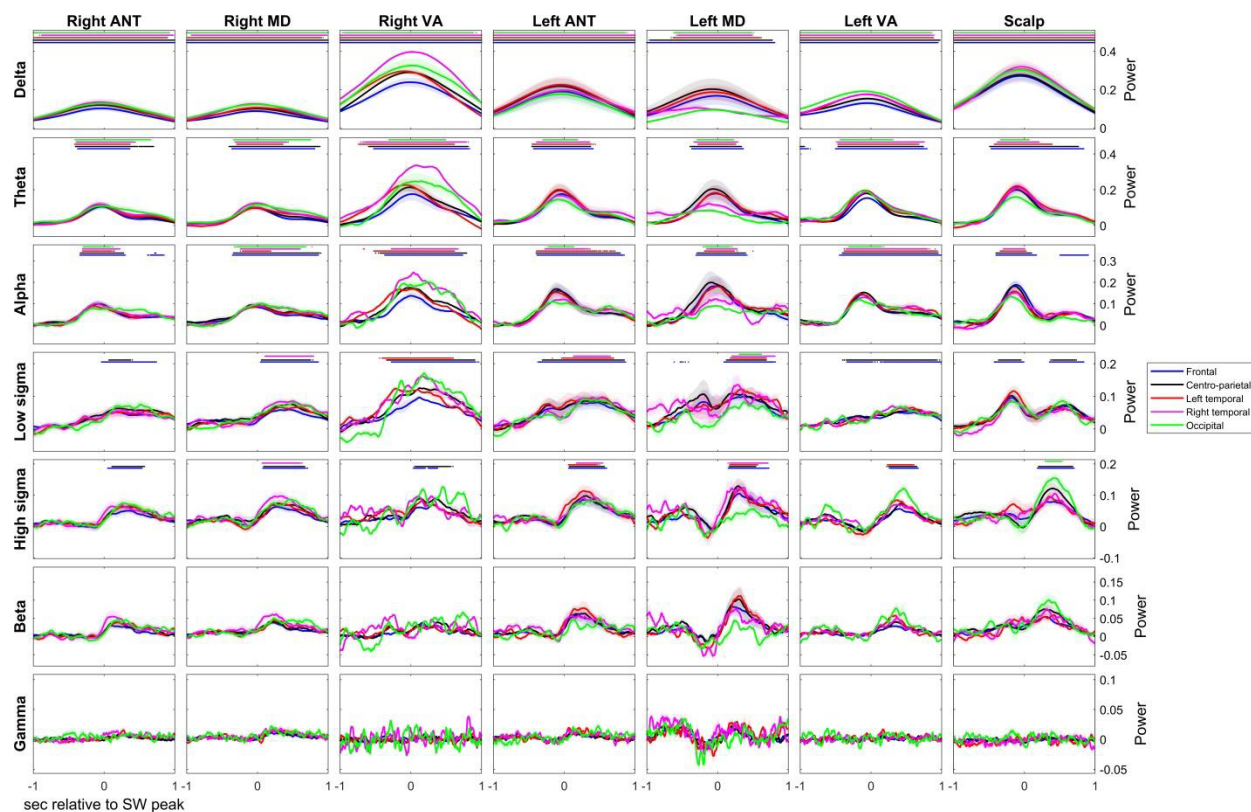 Right ANT Right MD Right VA Left ANT Left MD Left VA Scalp
Delta
0.4
0.2
0
Power
Theta
0.4
0.2
0
Power
Alpha
0.3
0.2
0.1
0
Power
Low sigma
0.2
0.1
0
Power
Frontal
Centro-parietal
Left temporal
Right temporal
Occipital
High sigma
0.2
0.1
0
-0.1
Power
Beta
0.15
0.1
0.05
0
-0.05
Power
Gamma
0.1
0.05
0
-0.05
Power
-1 0 1 -1 0 1 -1 0 1 -1 0 1 -1 0 1 -1 0 1 -1 0 1
sec relative to SW peak